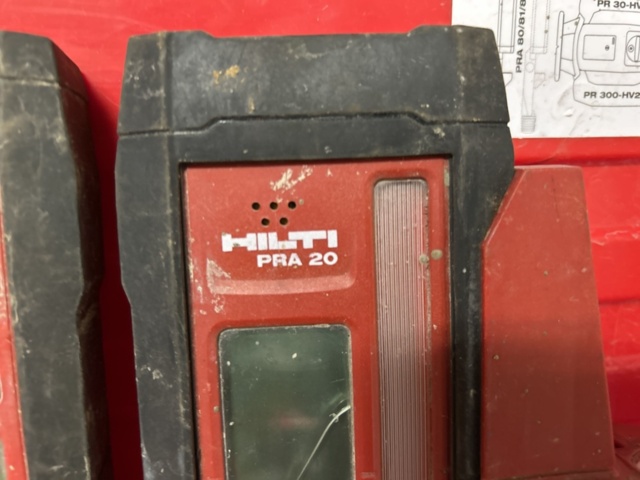 PR 30-HV
PRA 80/81/8
PR 300-HV2
HILTI
PRA 20